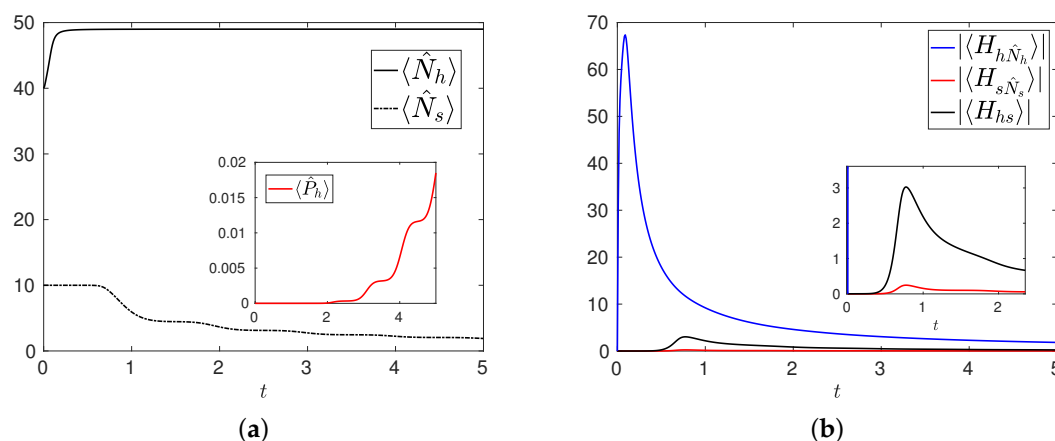 50
40
30
20
10
0
0 1 2 3 4 5
t
⟨N̂_h⟩
⟨N̂_s⟩
0.02
0.015
0.01
0.005
0
0 2 4
⟨P̂_h⟩
(a)
70
60
50
40
30
20
10
0
0 1 2 3 4 5
t
|⟨H_{hN̂_h}⟩|
|⟨H_{sN̂_s}⟩|
|⟨H_{hs}⟩|
3
2
1
0
0 1 2
t
(b)